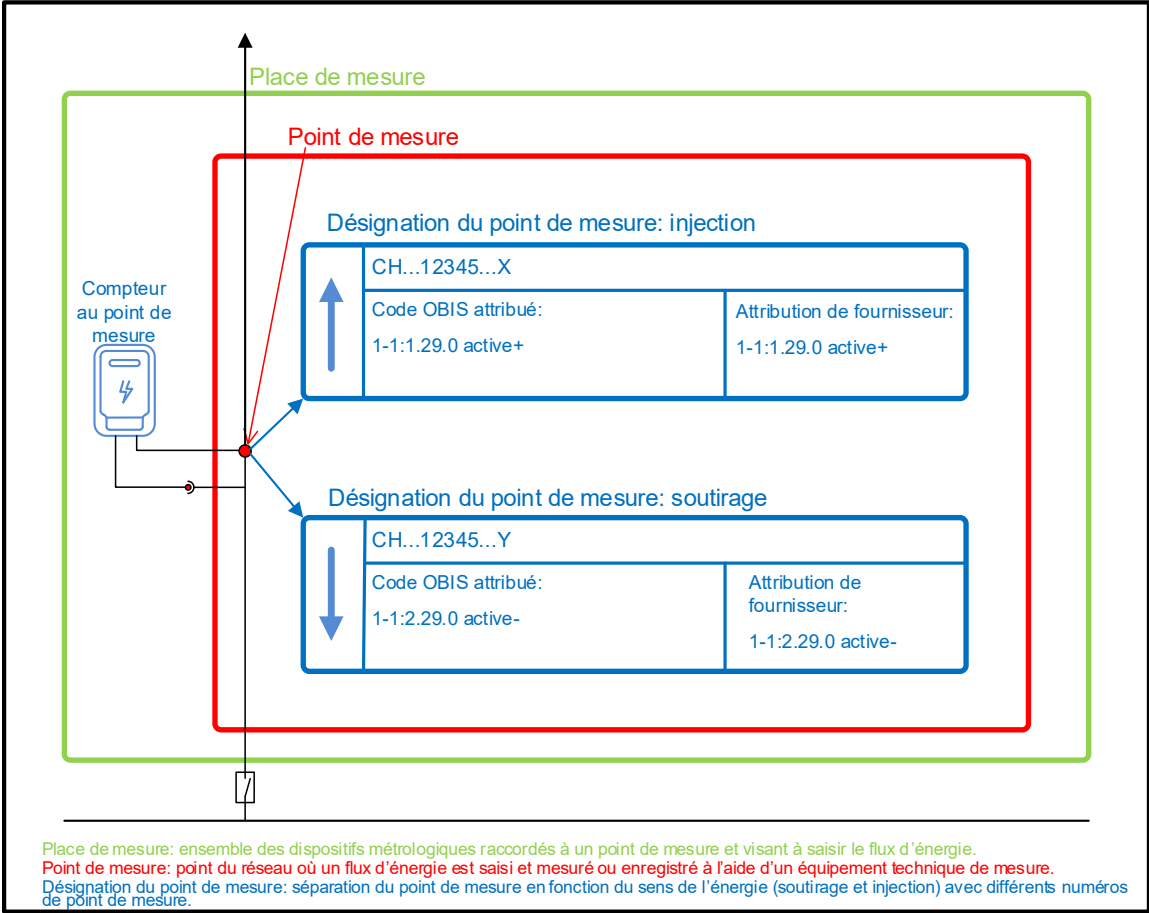 Place de mesure
Point de mesure
Désignation du point de mesure: injection
CH...12345...X
Code OBIS attribué:
1-1:1.29.0 active+
Attribution de fournisseur:
1-1:1.29.0 active+
Compteur
au point de
mesure
Désignation du point de mesure: soutirage
CH...12345...Y
Code OBIS attribué:
1-1:2.29.0 active-
Attribution de
fournisseur:
1-1:2.29.0 active-
Place de mesure: ensemble des dispositifs métrologiques raccordés à un point de mesure et visant à saisir le flux d'énergie.
Point de mesure: point du réseau où un flux d'énergie est saisi et mesuré ou enregistré à l'aide d'un équipement technique de mesure.
Désignation du point de mesure: séparation du point de mesure en fonction du sens de l'énergie (soutirage et injection) avec différents numéros
de point de mesure.